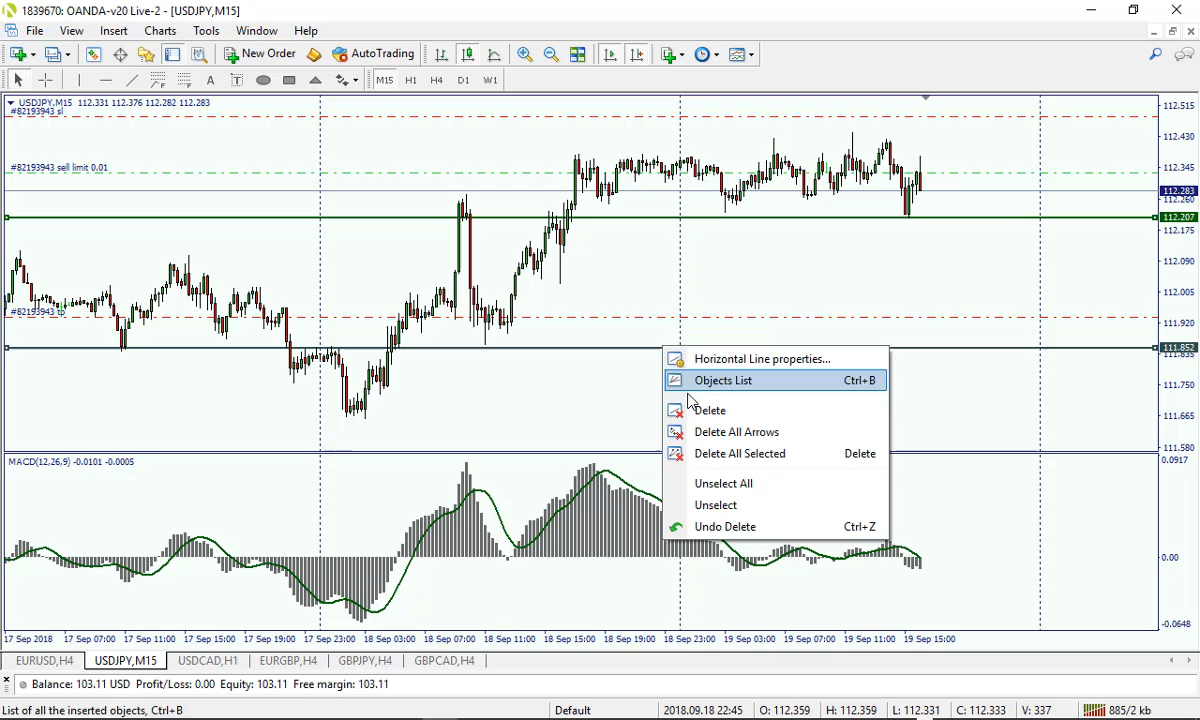 1839670: OANDA-v20 Live-2 - [USDJPY,M15]
File View Insert Charts Tools Window Help
New Order AutoTrading
A T M15 H1 H4 D1 W1
USDJPY,M15 112.331 112.376 112.282 112.283
#82193943 sl
#82193943 sell limit 0.01
#82193943 tp
112.515
112.430
112.345
112.283
112.260
112.207
112.175
112.090
112.005
111.920
111.852
111.835
111.750
111.665
111.580
Horizontal Line properties...
Objects List Ctrl+B
Delete
Delete All Arrows
Delete All Selected Delete
Unselect All
Unselect
Undo Delete Ctrl+Z
MACD(12,26,9) -0.0101 -0.0005
0.0917
0.00
-0.0648
17 Sep 2018 17 Sep 07:00 17 Sep 11:00 17 Sep 15:00 17 Sep 19:00 17 Sep 23:00 18 Sep 03:00 18 Sep 07:00 18 Sep 11:00 18 Sep 15:00 18 Sep 19:00 18 Sep 23:00 19 Sep 03:00 19 Sep 07:00 19 Sep 11:00 19 Sep 15:00
EURUSD,H4 USDJPY,M15 USDCAD,H1 EURGBP,H4 GBPJPY,H4 GBPCAD,H4
Balance: 103.11 USD Profit/Loss: 0.00 Equity: 103.11 Free margin: 103.11
List of all the inserted objects, Ctrl+B Default 2018.09.18 22:45 O: 112.359 H: 112.359 L: 112.331 C: 112.333 V: 337 885/2 kb